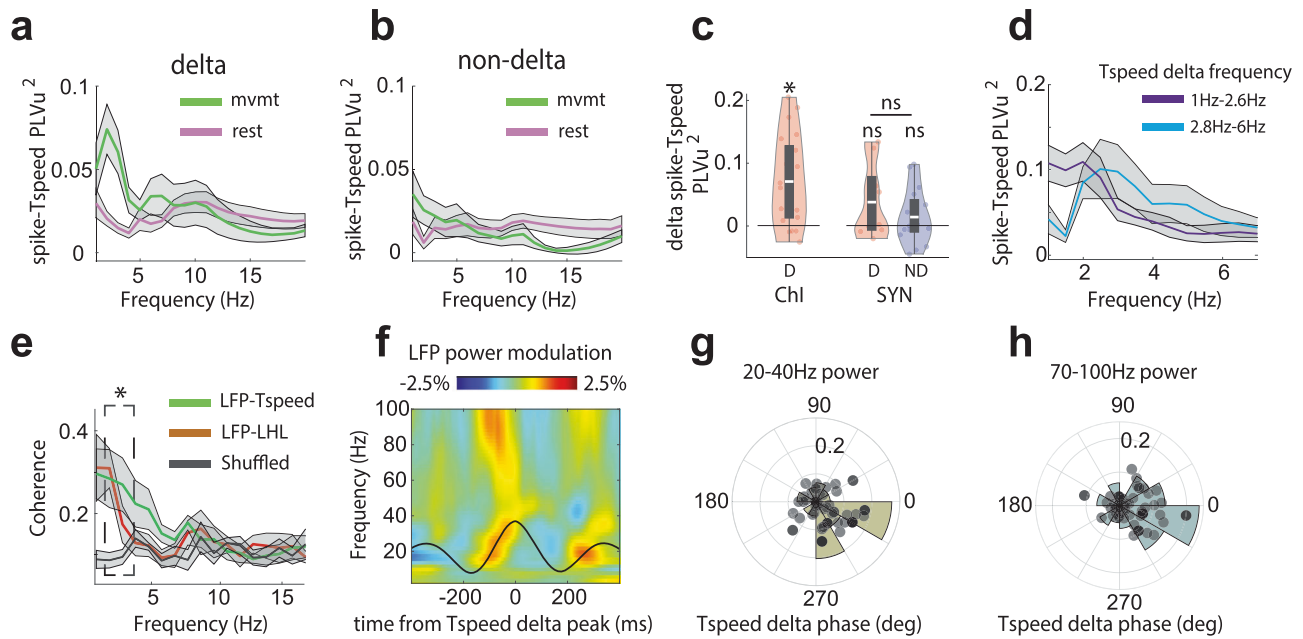 a
delta
spike-Tspeed PLVu 2
0.1
0.05
0
mvmt
rest
5
10
15
Frequency (Hz)
b
non-delta
spike-Tspeed PLVu 2
0.1
0.05
0
mvmt
rest
5
10
15
Frequency (Hz)
c
delta spike-Tspeed
PLVu 2
0.2
0.1
0
*
ns
ns
ns
D
D
ND
ChI
SYN
d
Tspeed delta frequency
1Hz-2.6Hz
2.8Hz-6Hz
Spike-Tspeed PLVu 2
0.2
0.1
0
2
4
6
Frequency (Hz)
e
*
LFP-Tspeed
LFP-LHL
Shuffled
Coherence
0.4
0.2
5
10
15
Frequency (Hz)
f
LFP power modulation
-2.5%
2.5%
Frequency (Hz)
100
80
60
40
20
-200
0
200
time from Tspeed delta peak (ms)
g
20-40Hz power
90
0.2
180
0
270
Tspeed delta phase (deg)
h
70-100Hz power
90
0.2
180
0
270
Tspeed delta phase (deg)